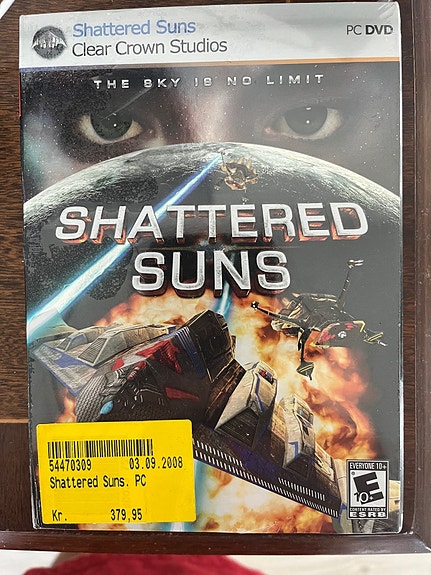 Shattered Suns
PC DVD
Clear Crown Studios
THE SKY IS NO LIMIT
SHATTERED
SUNS
54470309 03.09.2008
Shattered Suns. PC
Kr. 379,95
EVERYONE 10+
E
10+
CONTENT RATED BY
ESRB